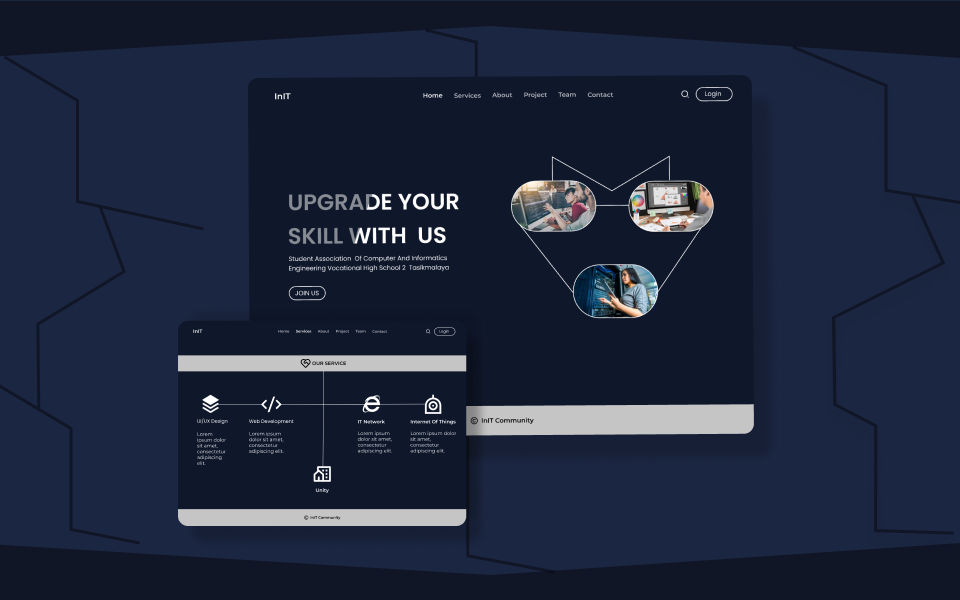 InIT
Home Services About Project Team Contact
Login
UPGRADE YOUR
SKILL WITH US
Student Association Of Computer And Informatics
Engineering Vocational High School 2 Tasikmalaya
JOIN US
© InIT Community
InIT
Home Services About Project Team Contact
Login
OUR SERVICE
UI/UX Design
Lorem
ipsum dolor
sit amet,
consectetur
adipiscing
elit.
Web Development
Lorem ipsum
dolor sit amet,
consectetur
adipiscing elit.
IT Network
Lorem ipsum
dolor sit amet,
consectetur
adipiscing elit.
Internet Of Things
Lorem ipsum
dolor sit amet,
consectetur
adipiscing elit.
Unity
© InIT Community